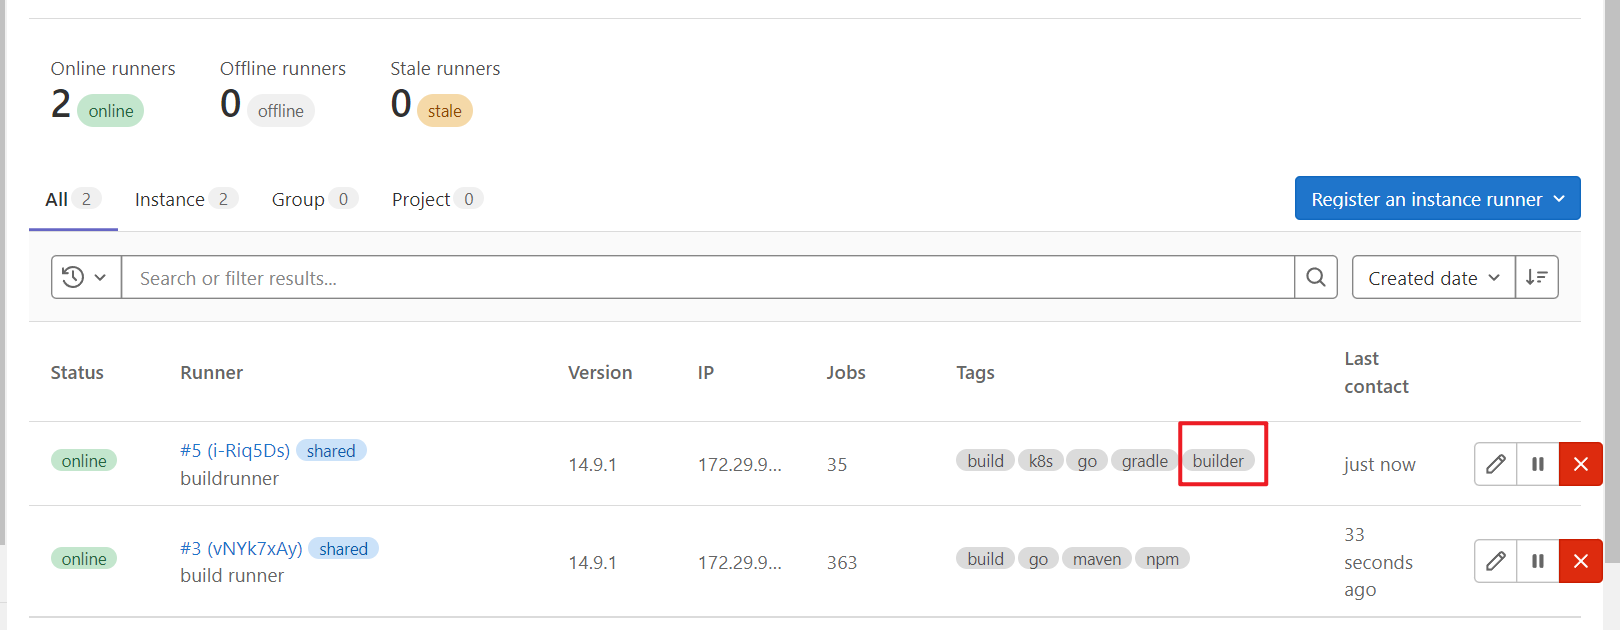 Online runners Offline runners Stale runners
2 online 0 offline 0 stale
All 2 Instance 2 Group 0 Project 0 Register an instance runner
Search or filter results... Created date
Status Runner Version IP Jobs Tags Last contact
online #5 (i-Riq5Ds) shared 14.9.1 172.29.9... 35 build k8s go gradle builder just now
buildrunner
online #3 (vNYk7xAy) shared 14.9.1 172.29.9... 363 build go maven npm 33 seconds ago
build runner